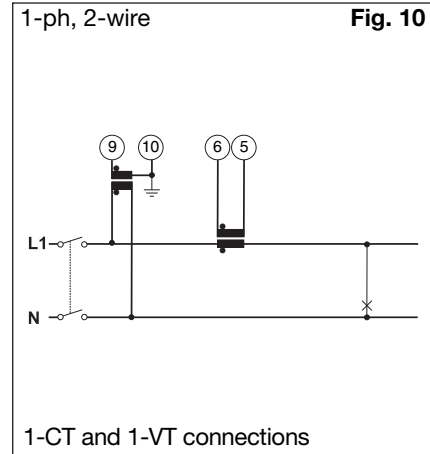 1-ph, 2-wire Fig. 10
9 10 6 5
L1
N
1-CT and 1-VT connections